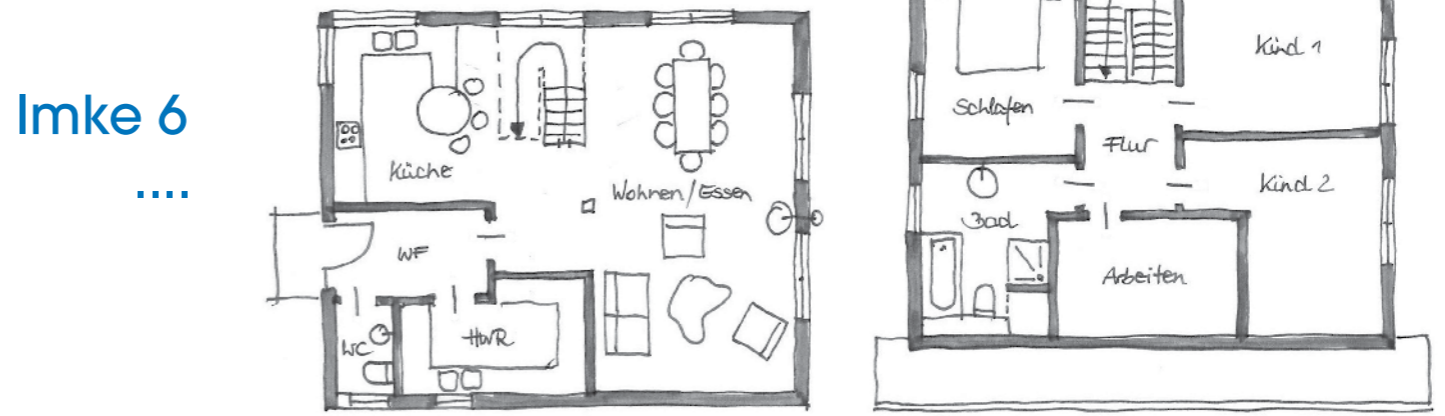 Imke 6
....
Küche
Wohnen/Essen
WF
WC
HWR
Kind 1
Schlafen
Flur
Kind 2
Bad
Arbeiten